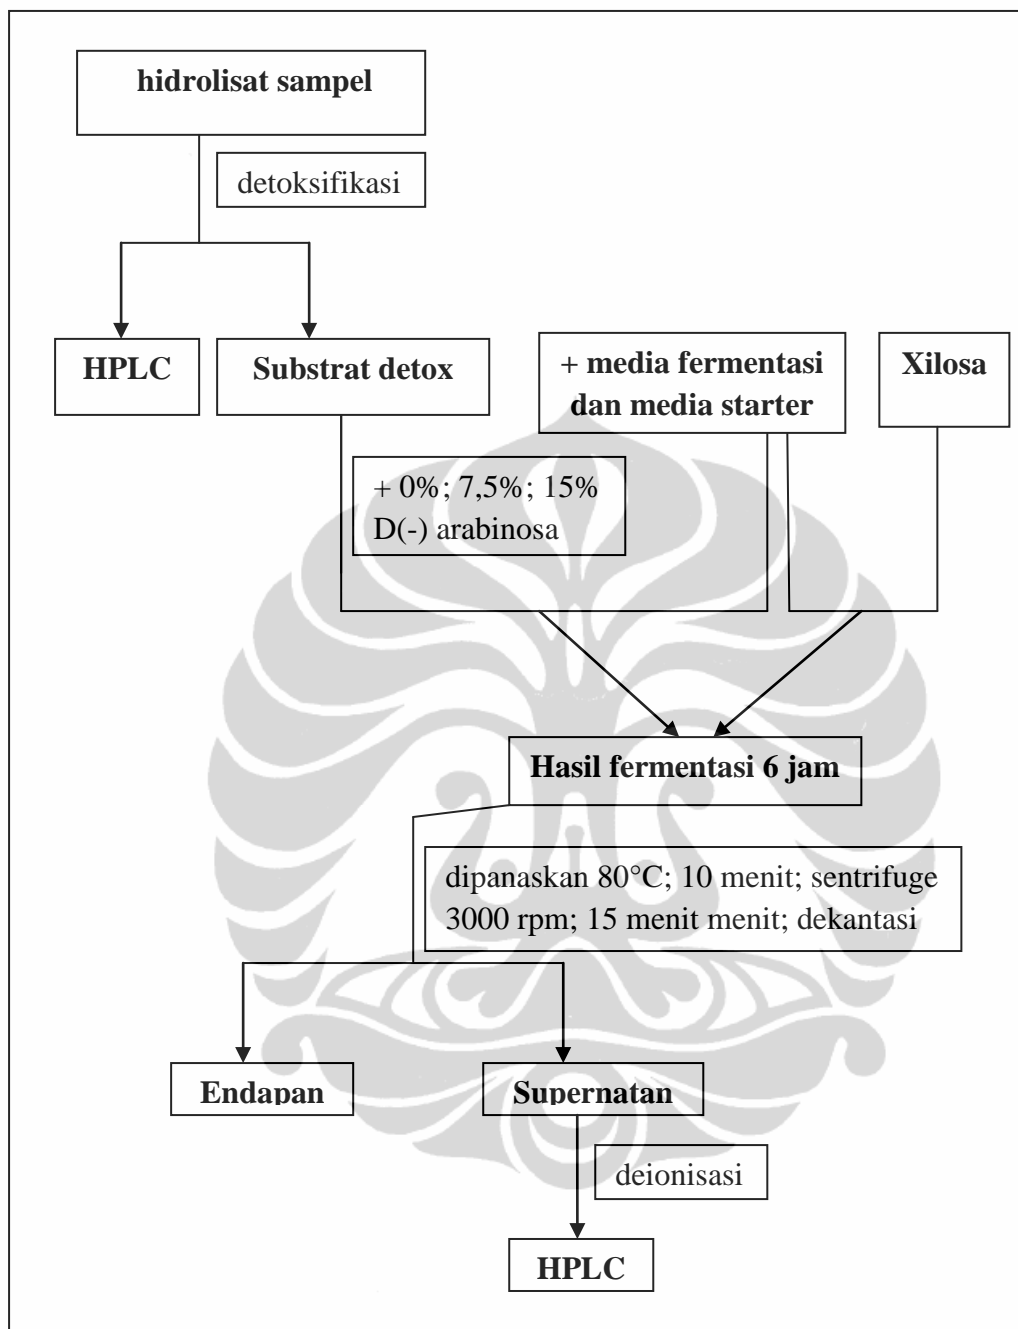 hidrolisat sampel
detoksifikasi
HPLC
Substrat detox
+ media fermentasi
dan media starter
Xilosa
+ 0%; 7,5%; 15%
D(-) arabinosa
Hasil fermentasi 6 jam
dipanaskan 80°C; 10 menit; sentrifuge
3000 rpm; 15 menit menit; dekantasi
Endapan
Supernatan
deionisasi
HPLC